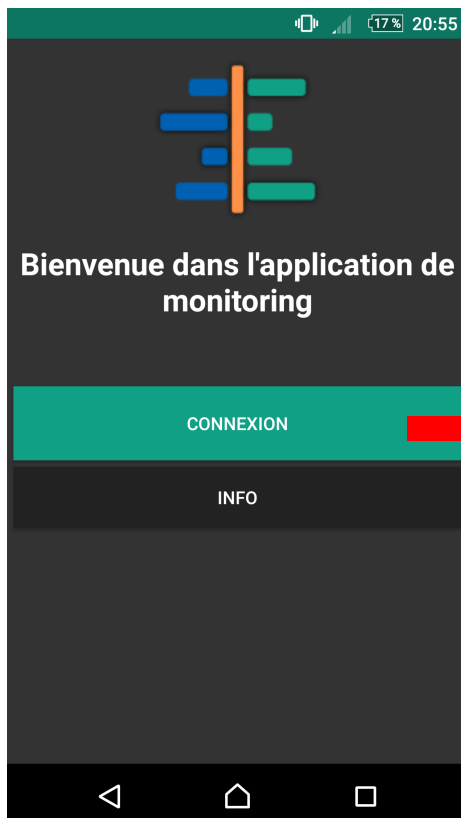 17 % 20:55
Bienvenue dans l'application de
monitoring
CONNEXION
INFO